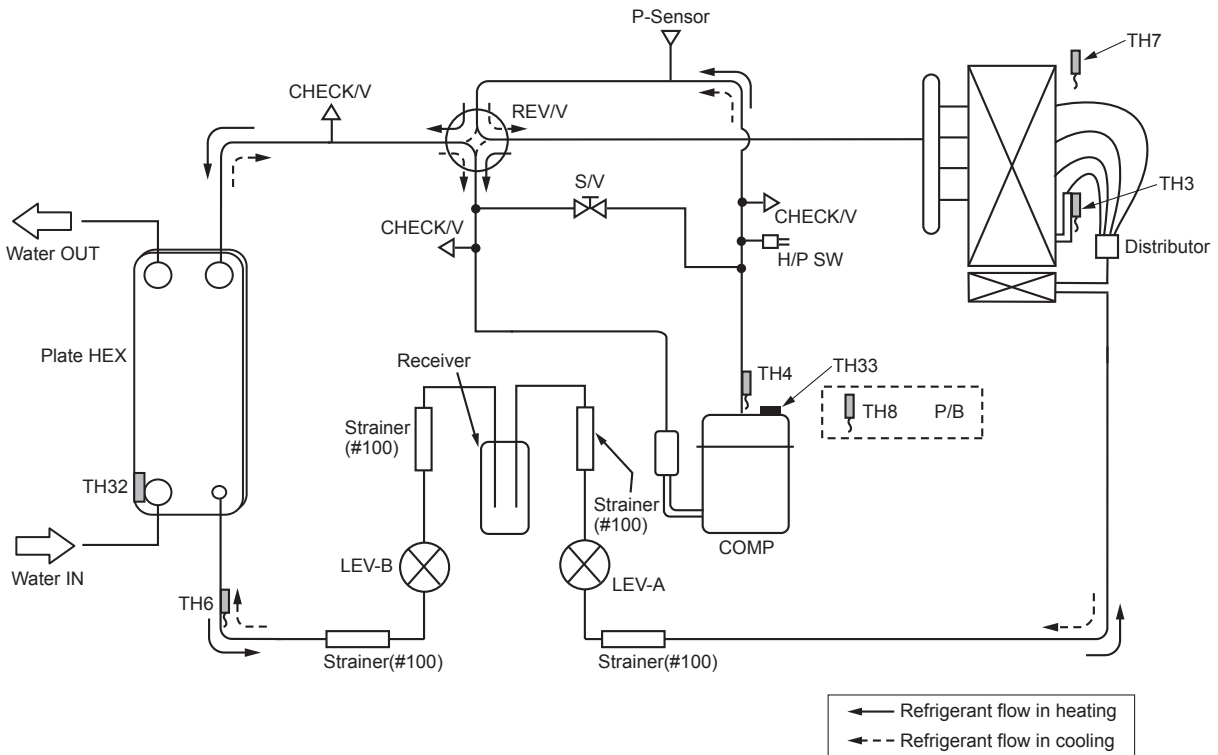 P-Sensor
TH7
CHECK/V
REV/V
S/V
TH3
CHECK/V
CHECK/V
Water OUT
H/P SW
Distributor
Plate HEX
Receiver
TH4
TH33
Strainer
(#100)
TH8 P/B
TH32
Strainer
(#100)
COMP
LEV-B
LEV-A
Water IN
TH6
Strainer(#100)
Strainer(#100)
Refrigerant flow in heating
Refrigerant flow in cooling